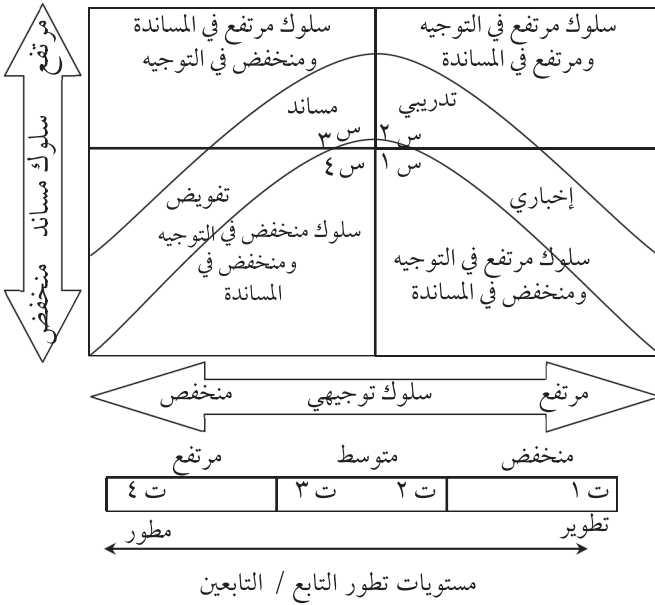 سلوك مرتفع في التوجيه
ومرتفع في المساندة
سلوك مرتفع في المساندة
ومنخفض في التوجيه
مرتفع
سلوك مساند
منخفض
تدريبي
مساند
س ٢
س ٣
س ١
س ٤
إخباري
تفويض
سلوك مرتفع في التوجيه
ومنخفض في المساندة
سلوك منخفض في التوجيه
ومنخفض في
المساندة
مرتفع سلوك توجيهي منخفص
منخفض متوسط مرتفع
ت ١ ت ٢ ت ٣ ت ٤
تطوير مطور
مستويات تطور التابع / التابعين